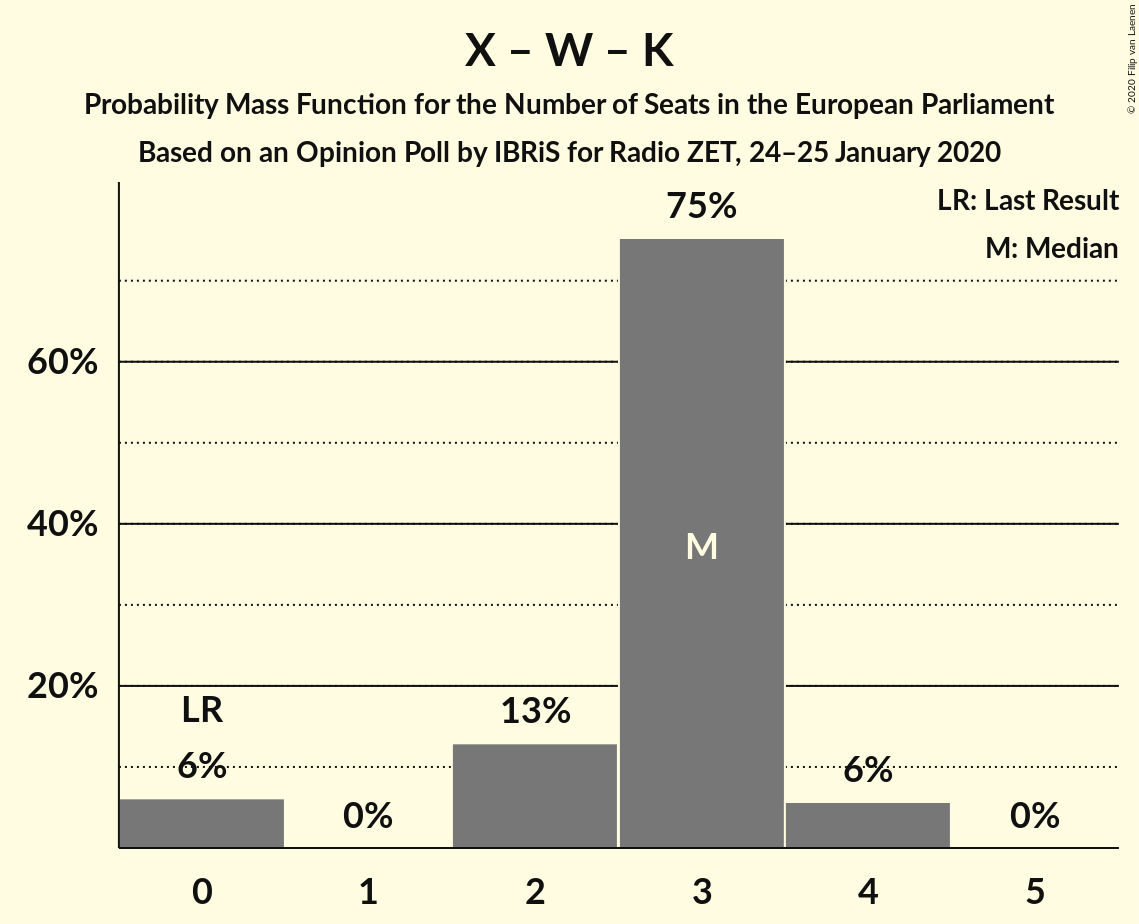 X – W – K
Probability Mass Function for the Number of Seats in the European Parliament
Based on an Opinion Poll by IBRiS for Radio ZET, 24–25 January 2020
© 2020 Filip van Laenen
LR: Last Result
M: Median
75%
60%
40%
M
20%
LR
13%
6%
6%
0%
0%
0 1 2 3 4 5